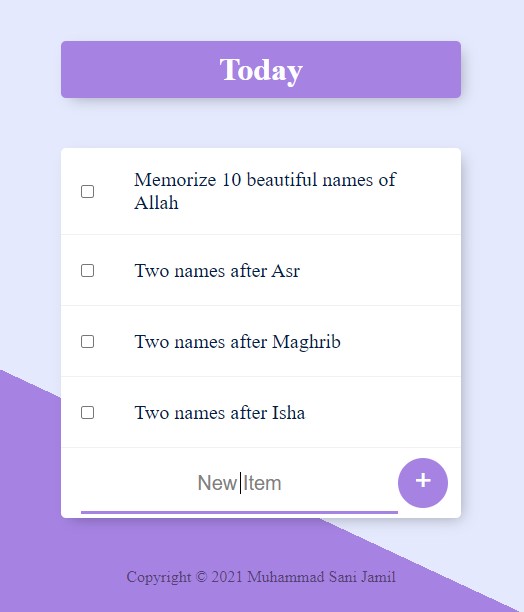 Today
Memorize 10 beautiful names of
Allah
Two names after Asr
Two names after Maghrib
Two names after Isha
New Item
+
Copyright © 2021 Muhammad Sani Jamil